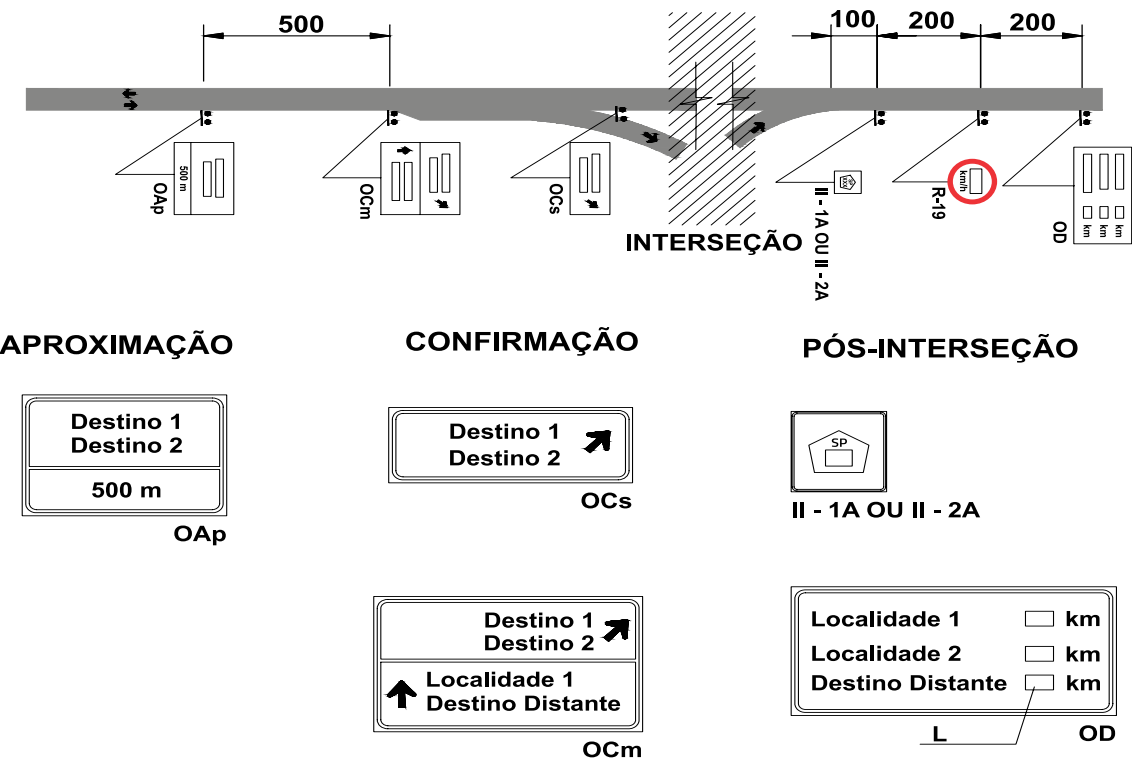 500
100
200
200
500 m
OAp
OCm
OCs
INTERSEÇÃO
II - 1A OU II - 2A
km/h
R-19
km
km
km
OD
APROXIMAÇÃO
Destino 1
Destino 2
500 m
OAp
CONFIRMAÇÃO
Destino 1
Destino 2
OCs
Destino 1
Destino 2
Localidade 1
Destino Distante
OCm
PÓS-INTERSEÇÃO
SP
II - 1A OU II - 2A
Localidade 1 km
Localidade 2 km
Destino Distante km
L
OD